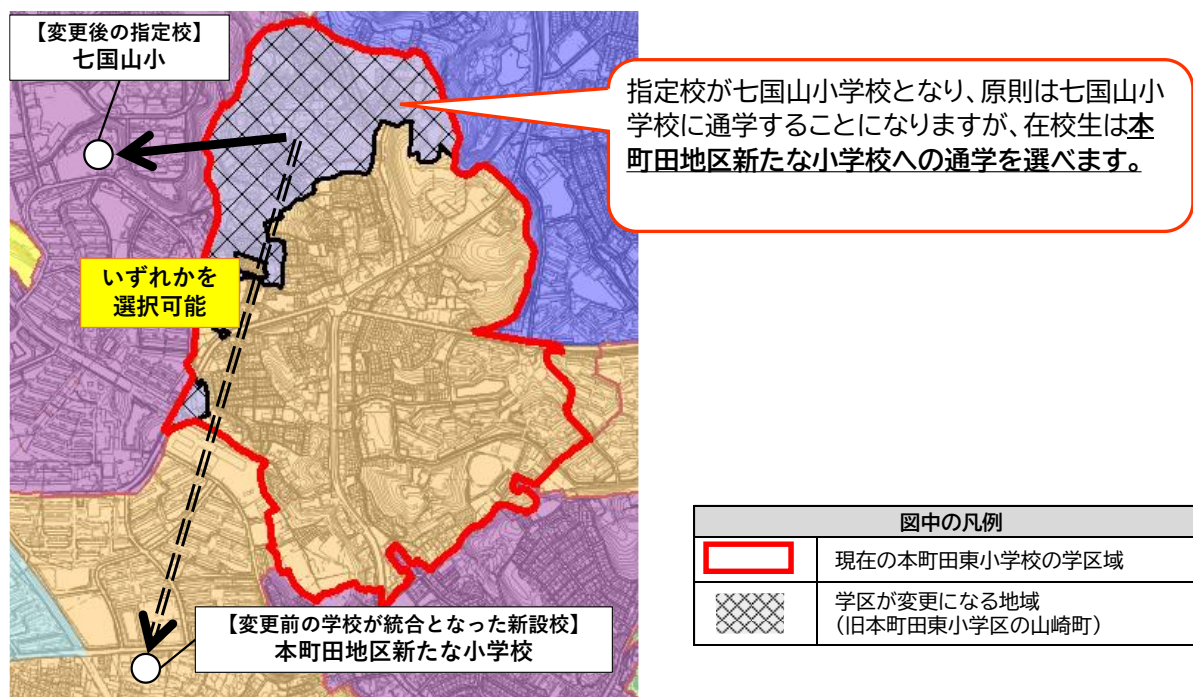 【変更後の指定校】
七国山小
指定校が七国山小学校となり、原則は七国山小
学校に通学することになりますが、在校生は本
町田地区新たな小学校への通学を選べます。
いずれかを
選択可能
【変更前の学校が統合となった新設校】
本町田地区新たな小学校
図中の凡例
現在の本町田東小学校の学区域
学区が変更になる地域
（旧本町田東小学区の山崎町）